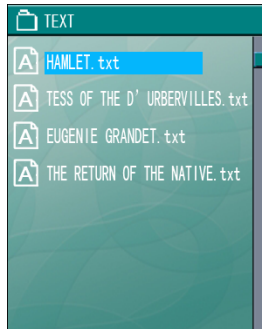 TEXT
HAMLET.txt
TESS OF THE D' URBERVILLES.txt
EUGENIE GRANDET.txt
THE RETURN OF THE NATIVE.txt